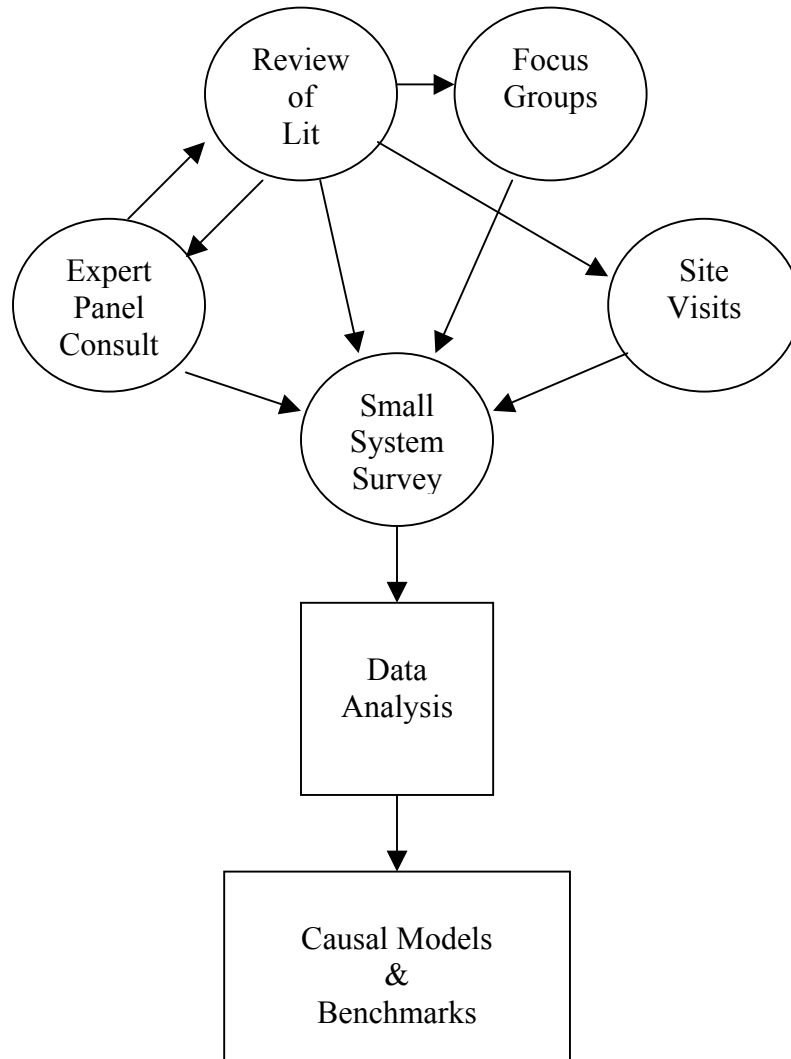 Review
of
Lit
Focus
Groups
Expert
Panel
Consult
Site
Visits
Small
System
Survey
Data
Analysis
Causal Models
&
Benchmarks